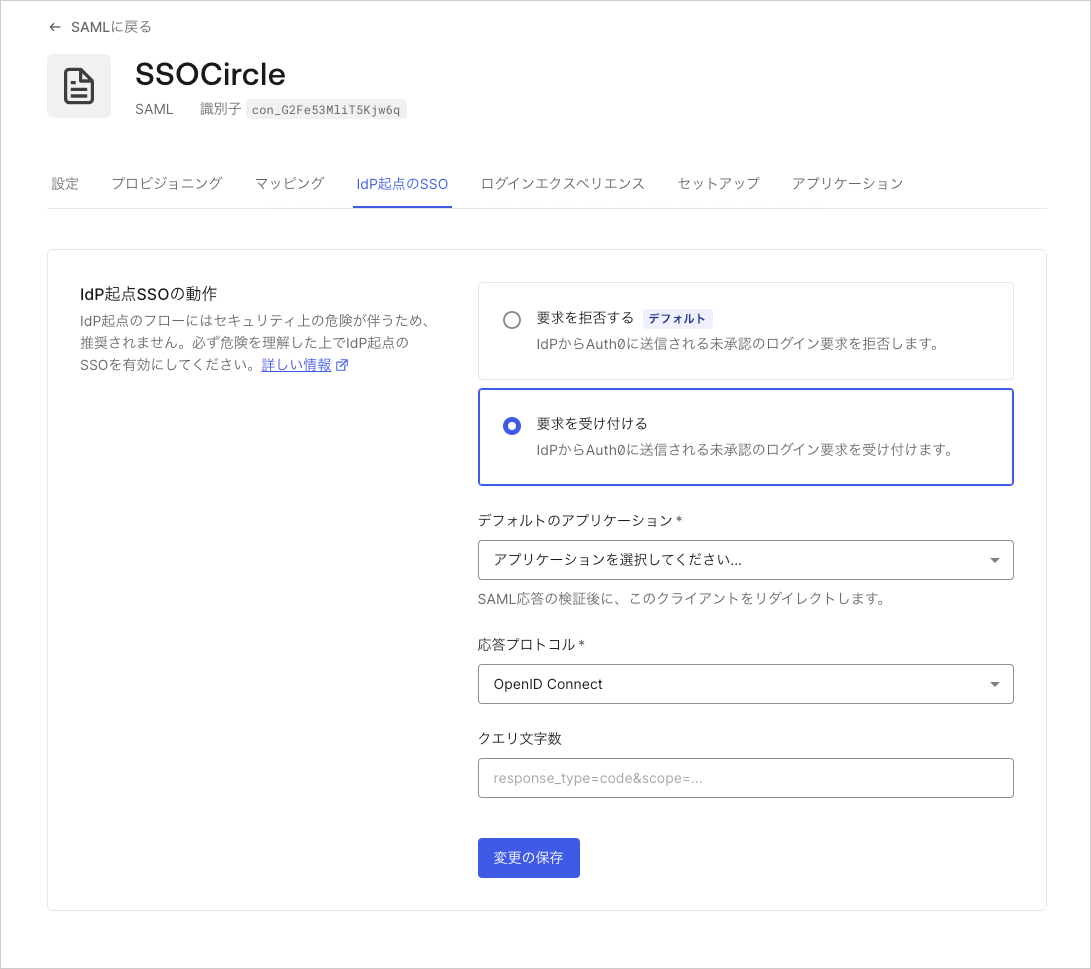 ← SAMLに戻る
SSOCircle
SAML 識別子 con_G2Fe53MliT5Kjw6q
設定 プロビジョニング マッピング IdP起点のSSO ログインエクスペリエンス セットアップ アプリケーション
IdP起点SSOの動作
IdP起点のフローにはセキュリティ上の危険が伴うため、
推奨されません。必ず危険を理解した上でIdP起点の
SSOを有効にしてください。詳しい情報
要求を拒否する デフォルト
IdPからAuth0に送信される未承認のログイン要求を拒否します。
要求を受け付ける
IdPからAuth0に送信される未承認のログイン要求を受け付けます。
デフォルトのアプリケーション *
アプリケーションを選択してください...
SAML応答の検証後に、このクライアントをリダイレクトします。
応答プロトコル *
OpenID Connect
クエリ文字数
response_type=code&scope=...
変更の保存